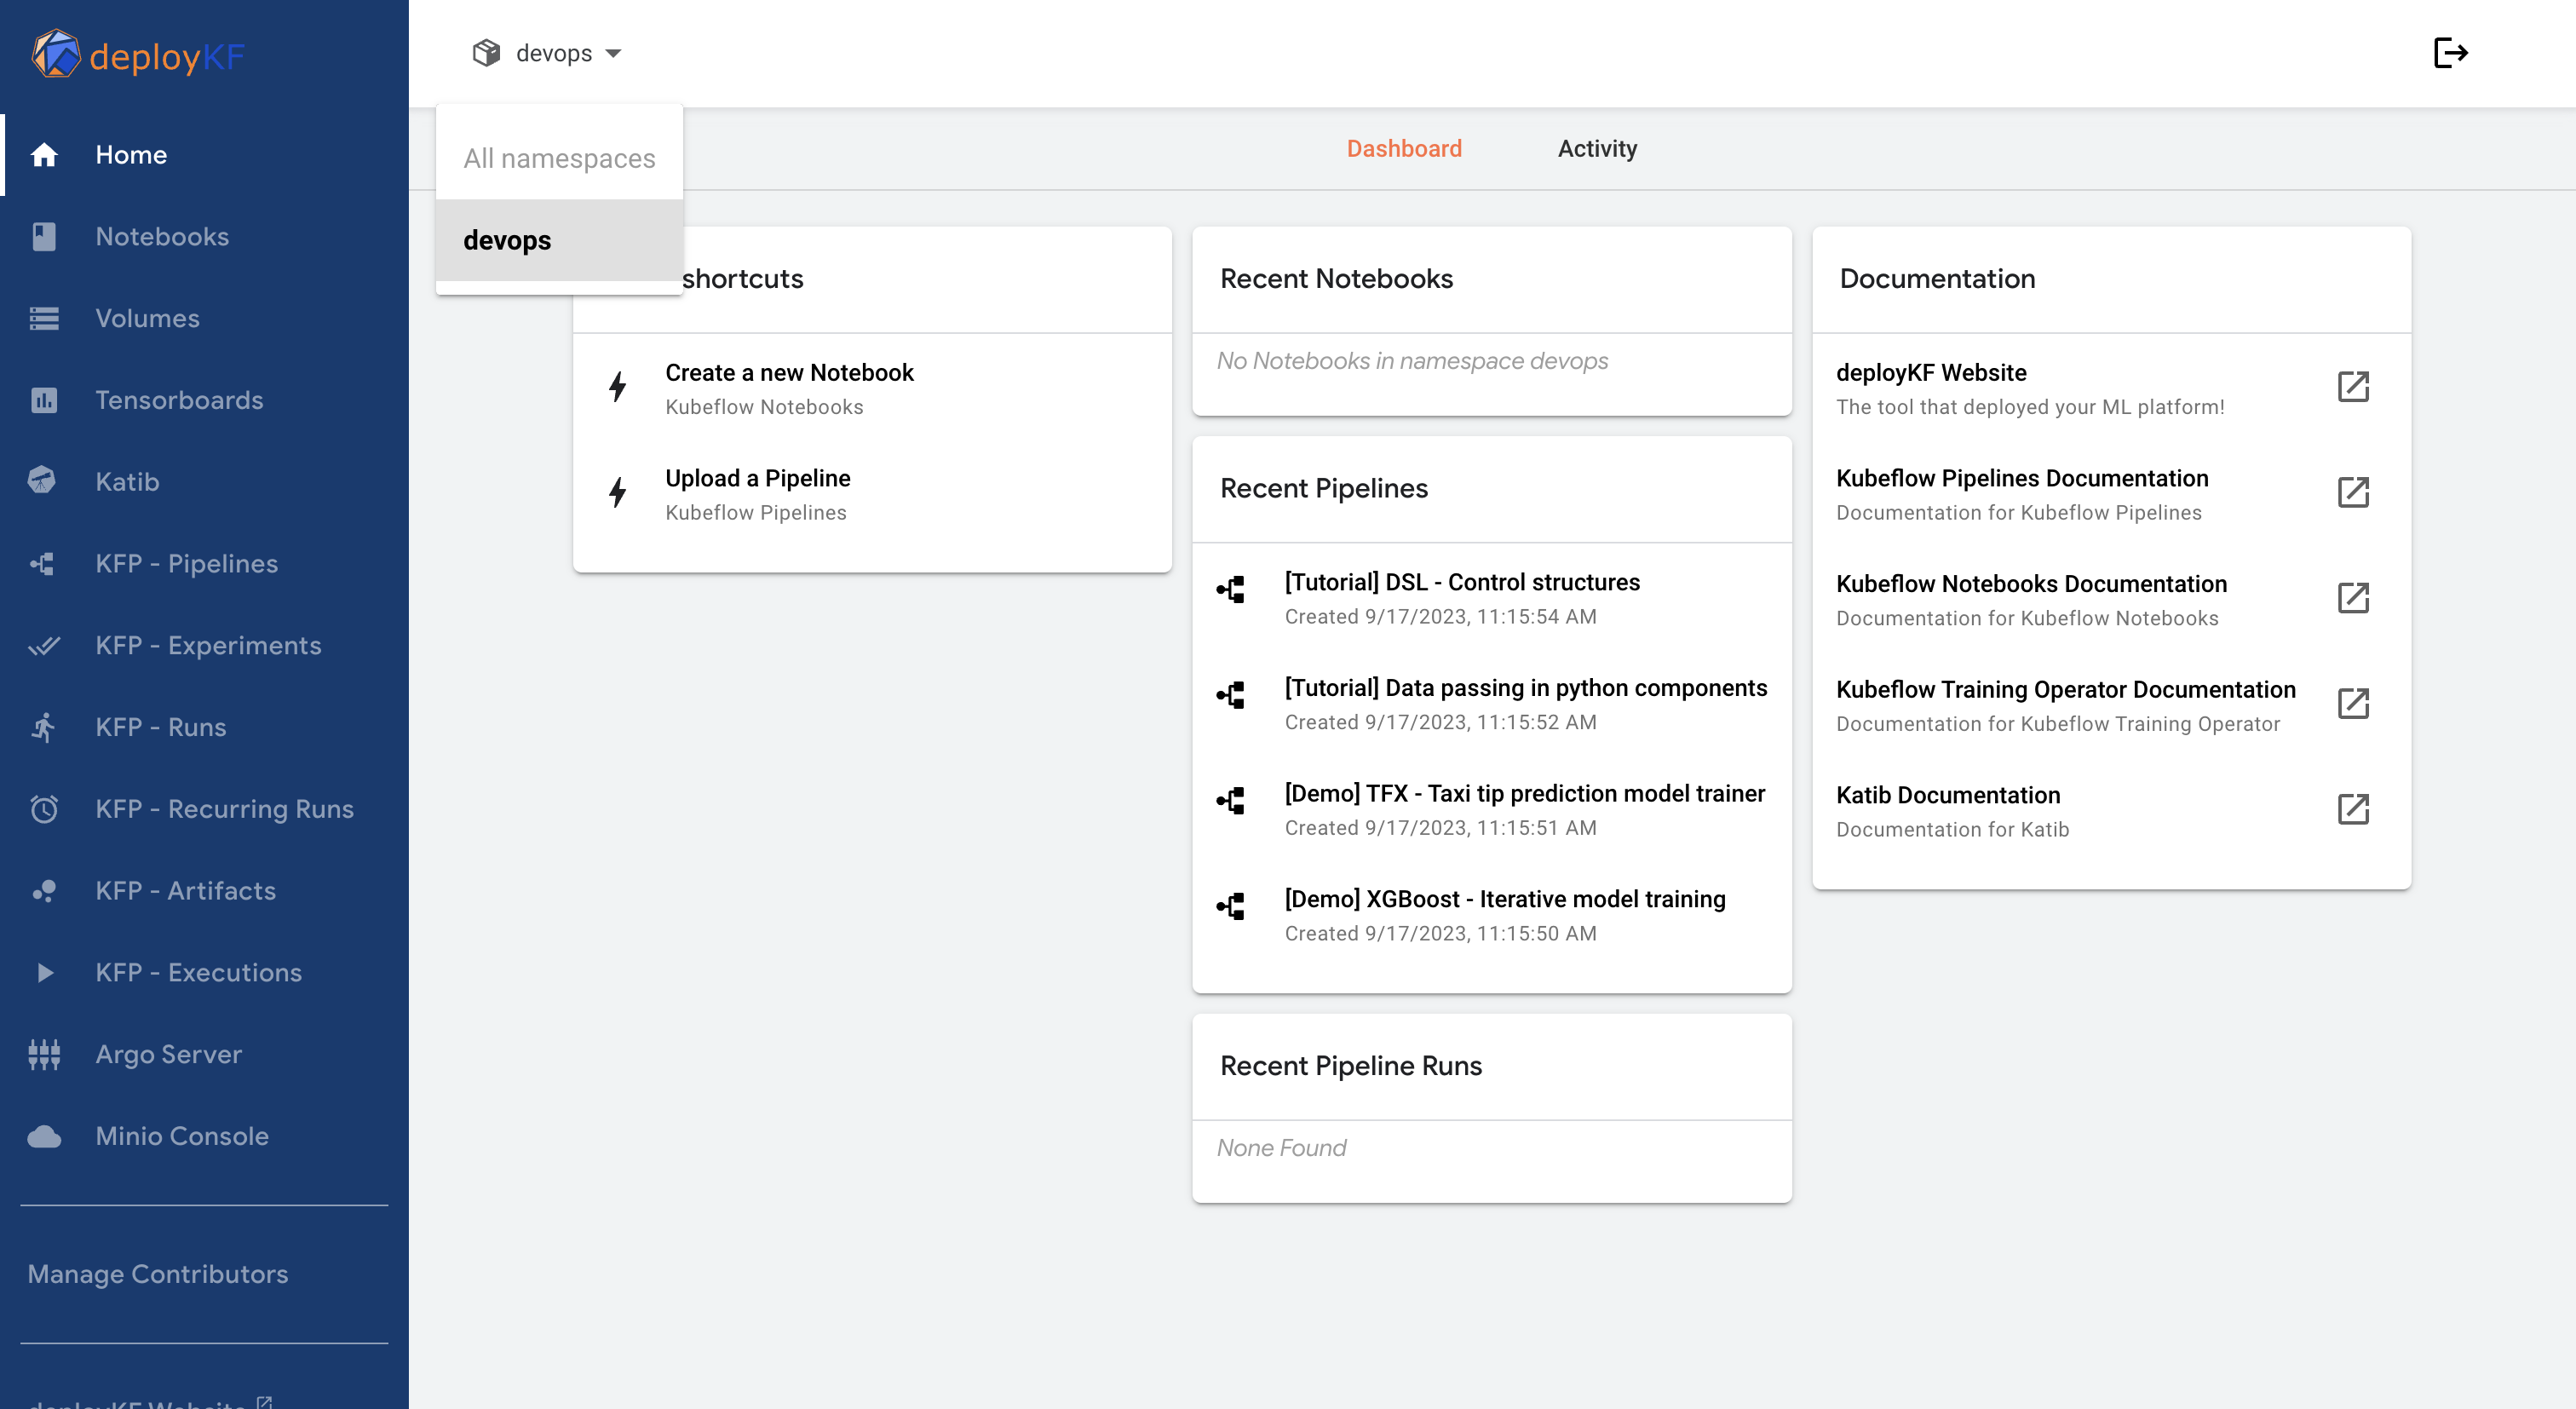 deployKF
Home
Notebooks
Volumes
Tensorboards
Katib
KFP - Pipelines
KFP - Experiments
KFP - Runs
KFP - Recurring Runs
KFP - Artifacts
KFP - Executions
Argo Server
Minio Console
Manage Contributors
deployKF Website
devops
All namespaces
devops
Dashboard
Activity
shortcuts
Create a new Notebook
Kubeflow Notebooks
Upload a Pipeline
Kubeflow Pipelines
Recent Notebooks
No Notebooks in namespace devops
Recent Pipelines
[Tutorial] DSL - Control structures
Created 9/17/2023, 11:15:54 AM
[Tutorial] Data passing in python components
Created 9/17/2023, 11:15:52 AM
[Demo] TFX - Taxi tip prediction model trainer
Created 9/17/2023, 11:15:51 AM
[Demo] XGBoost - Iterative model training
Created 9/17/2023, 11:15:50 AM
Recent Pipeline Runs
None Found
Documentation
deployKF Website
The tool that deployed your ML platform!
Kubeflow Pipelines Documentation
Documentation for Kubeflow Pipelines
Kubeflow Notebooks Documentation
Documentation for Kubeflow Notebooks
Kubeflow Training Operator Documentation
Documentation for Kubeflow Training Operator
Katib Documentation
Documentation for Katib